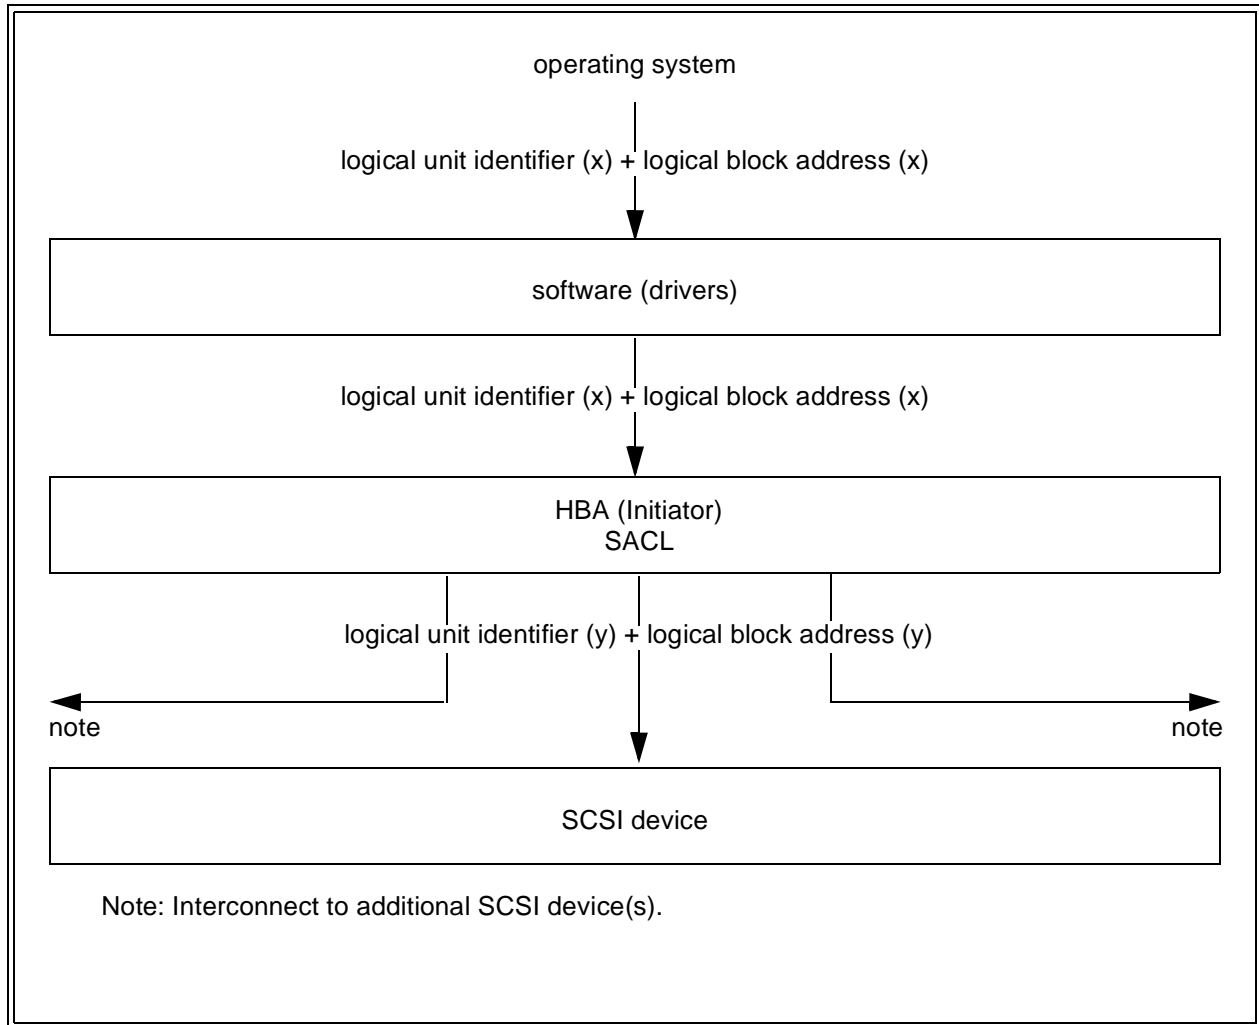 operating system
logical unit identifier (x) + logical block address (x)
software (drivers)
logical unit identifier (x) + logical block address (x)
HBA (Initiator)
SACL
logical unit identifier (y) + logical block address (y)
note
note
SCSI device
Note: Interconnect to additional SCSI device(s).